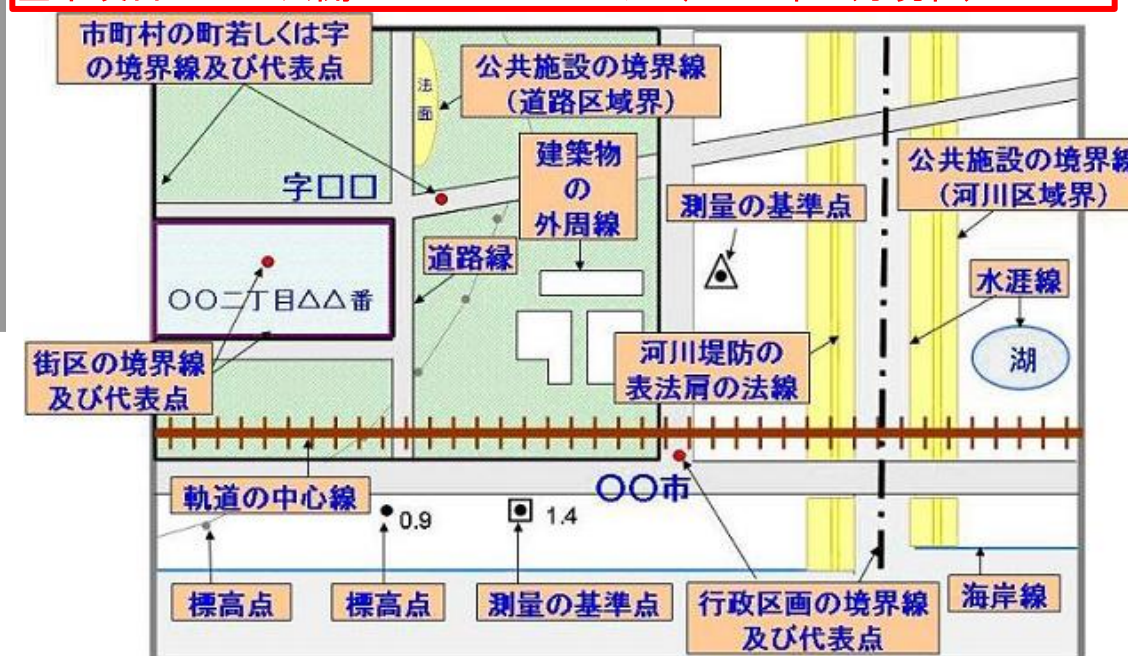 市町村の町若しくは字
の境界線及び代表点
法
面
公共施設の境界線
（道路区域界）
建築物
の
外周線
公共施設の境界線
（河川区域界）
字□□
測量の基準点
道路縁
水涯線
〇〇二丁目△△番
街区の境界線
及び代表点
河川堤防の
表法肩の法線
湖
軌道の中心線
〇〇市
0.9
1.4
標高点
標高点
測量の基準点
行政区画の境界線
及び代表点
海岸線